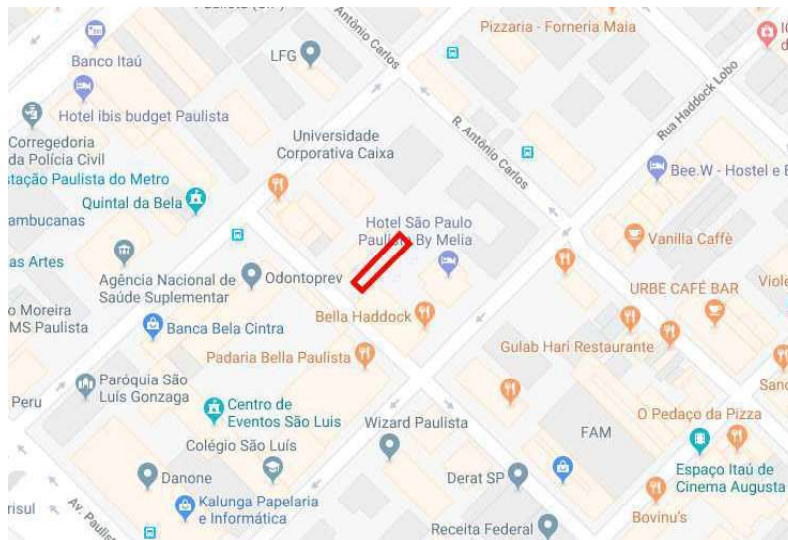 Paulista (SP)
Antônio Carlos
Pizzaria - Forneria Maia
Banco Itaú
LFG
Rua Haddock Lobo
Hotel ibis budget Paulista
Universidade
Corporativa Caixa
R. Antônio Carlos
Corregedoria
da Polícia Civil
stação Paulista do Metro
Quintal da Bela
ambucanas
Bee.W - Hostel e B
Hotel São Paulo
Paulista By Melia
Vanilla Caffè
as Artes
Agência Nacional de
Saúde Suplementar
Odontoprev
URBE CAFÉ BAR
Viole
o Moreira
MS Paulista
Banca Bela Cintra
Bella Haddock
Padaria Bella Paulista
Gulab Hari Restaurante
Paróquia São
Luís Gonzaga
Peru
Centro de
Eventos São Luis
Wizard Paulista
Sand
O Pedaço da Pizza
FAM
Colégio São Luís
Danone
Derat SP
Espaço Itaú de
Cinema Augusta
Av. Paulis
risul
Kalunga Papelaria
e Informática
Receita Federal
Bovinu's